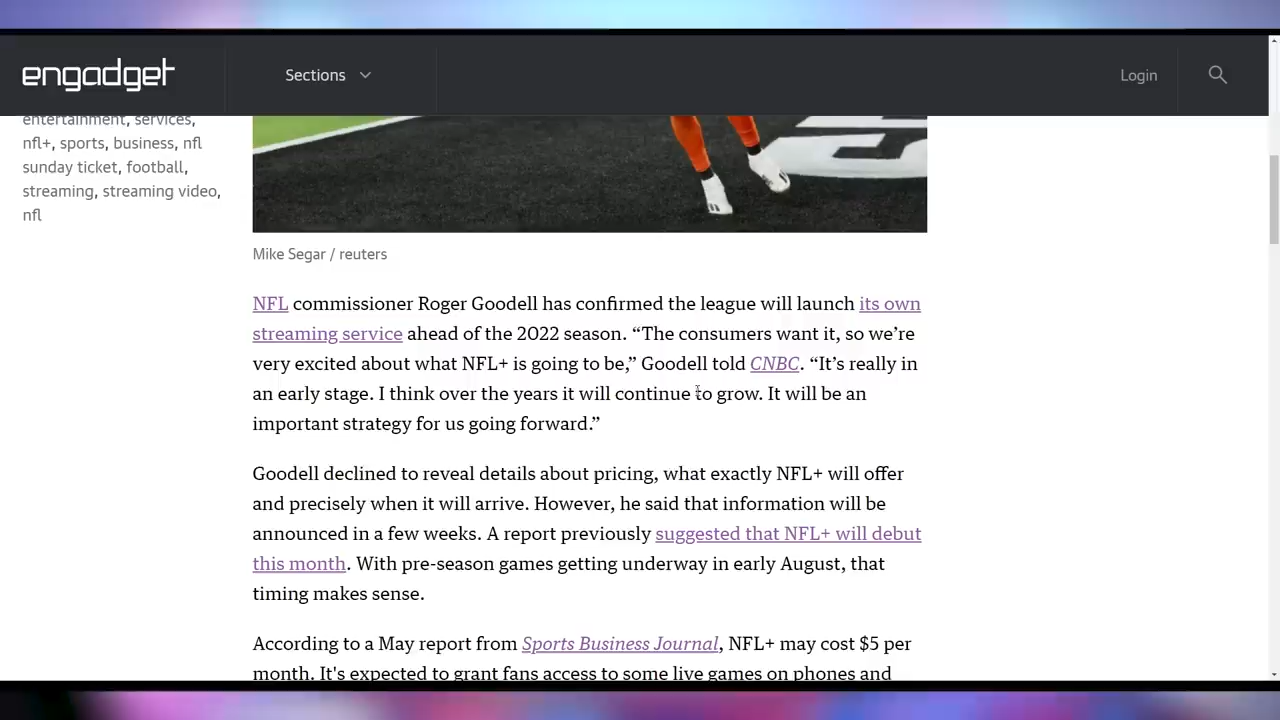 engadget
Sections
Login
entertainment, services,
nfl+, sports, business, nfl
sunday ticket, football,
streaming, streaming video,
nfl
Mike Segar / reuters
NFL commissioner Roger Goodell has confirmed the league will launch its own
streaming service ahead of the 2022 season. “The consumers want it, so we’re
very excited about what NFL+ is going to be,” Goodell told CNBC. “It’s really in
an early stage. I think over the years it will continue to grow. It will be an
important strategy for us going forward.”
Goodell declined to reveal details about pricing, what exactly NFL+ will offer
and precisely when it will arrive. However, he said that information will be
announced in a few weeks. A report previously suggested that NFL+ will debut
this month. With pre-season games getting underway in early August, that
timing makes sense.
According to a May report from Sports Business Journal, NFL+ may cost $5 per
month. It's expected to grant fans access to some live games on phones and